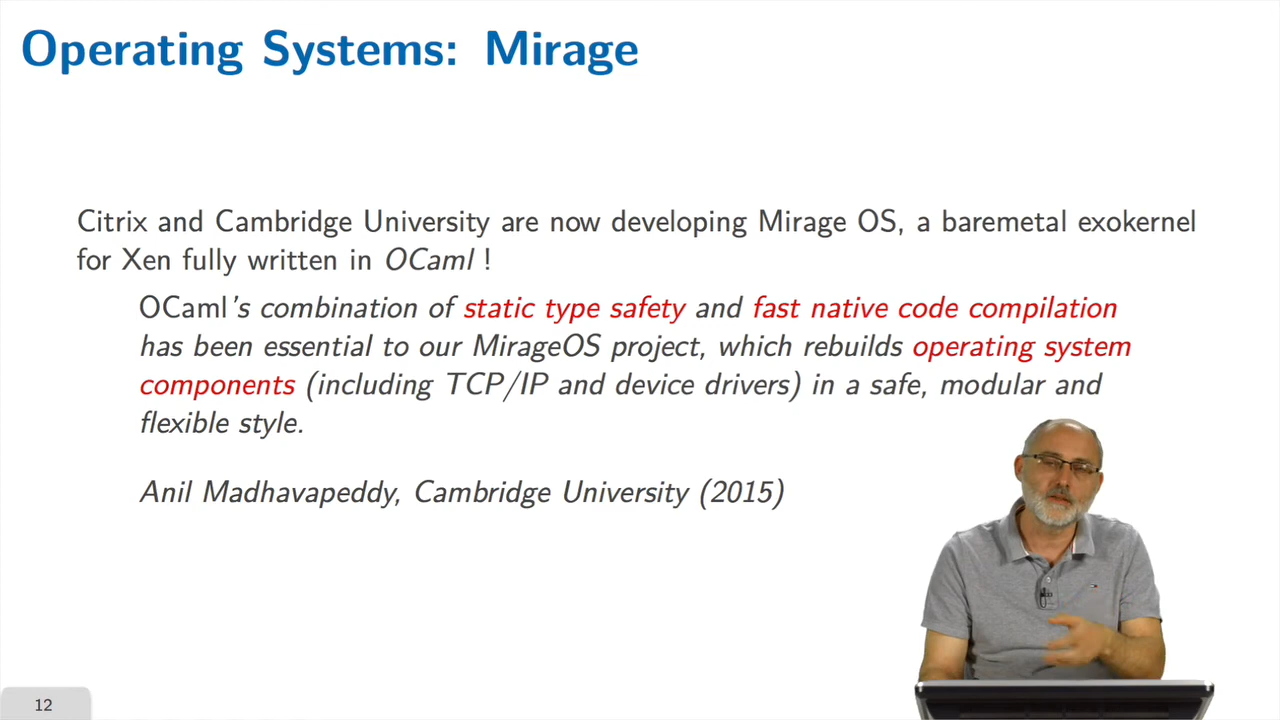 Operating Systems: Mirage
Citrix and Cambridge University are now developing Mirage OS, a baremetal exokernel
for Xen fully written in OCaml !
OCaml's combination of static type safety and fast native code compilation
has been essential to our MirageOS project, which rebuilds operating system
components (including TCP/IP and device drivers) in a safe, modular and
flexible style.
Anil Madhavapeddy, Cambridge University (2015)
12